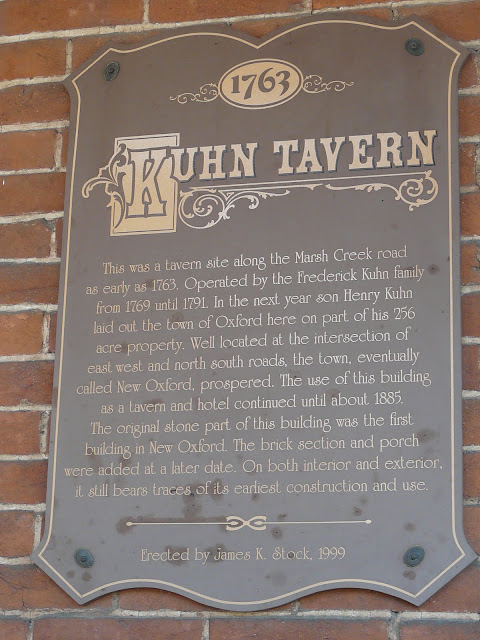 1763
KUHN TAVERN
This was a tavern site along the Marsh Creek road
as early as 1763. Operated by the Frederick Kuhn family
from 1769 until 1791. In the next year son Henry Kuhn
laid out the town of Oxford here on part of his 256
acre property. Well located at the intersection of
east west and north south roads, the town, eventually
called New Oxford, prospered. The use of this building
as a tavern and hotel continued until about 1885.
The original stone part of this building was the first
building in New Oxford. The brick section and porch
were added at a later date. On both interior and exterior,
it still bears traces of its earliest construction and use.
Erected by James K. Stock, 1999